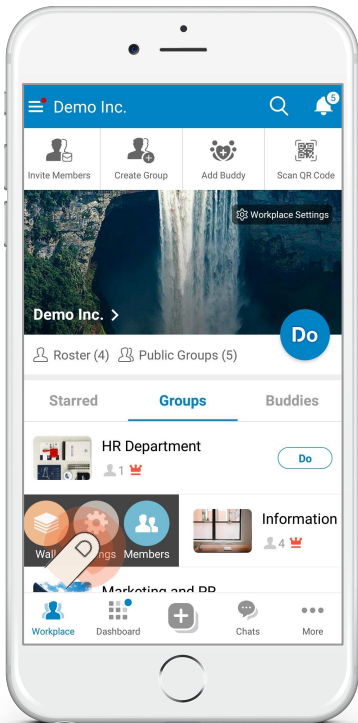 Demo Inc.
5
Invite Members
Create Group
Add Buddy
Scan QR Code
Workplace Settings
Demo Inc. >
Do
Roster (4) Public Groups (5)
Starred
Groups
Buddies
HR Department
1
Do
Wall
ngs
Members
Information
4
Marketing and PR
Workplace
Dashboard
Chats
More